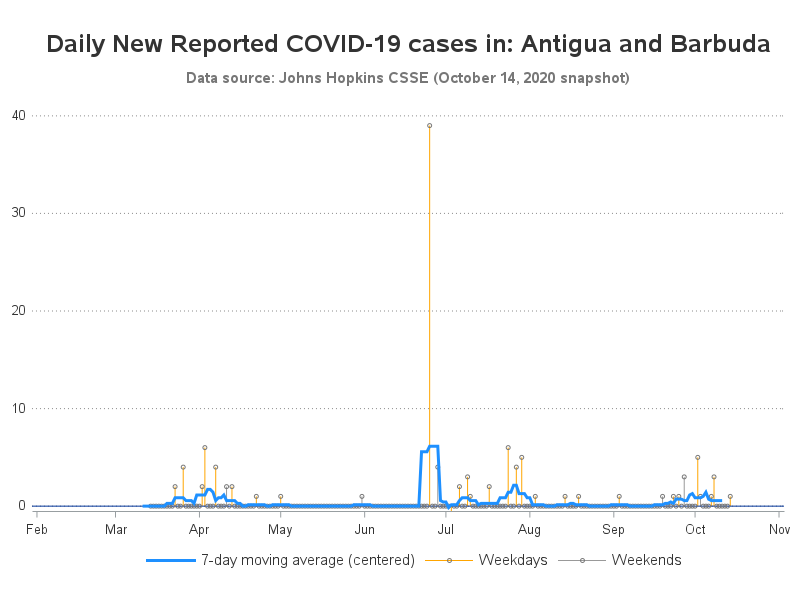 Daily New Reported COVID-19 cases in: Antigua and Barbuda
Data source: Johns Hopkins CSSE (October 14, 2020 snapshot)
40
30
20
10
0
Feb Mar Apr May Jun Jul Aug Sep Oct Nov
7-day moving average (centered) Weekdays Weekends